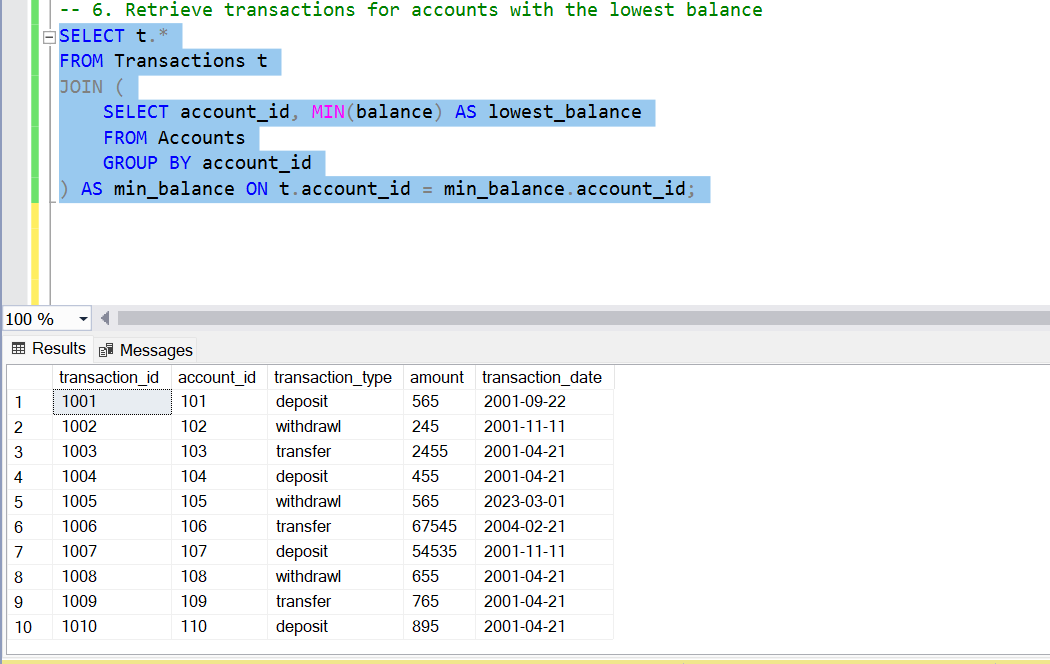 -- 6. Retrieve transactions for accounts with the lowest balance
SELECT t.*
FROM Transactions t
JOIN (
SELECT account_id, MIN(balance) AS lowest_balance
FROM Accounts
GROUP BY account_id
) AS min_balance ON t.account_id = min_balance.account_id;
100 %
Results Messages
transaction_id account_id transaction_type amount transaction_date
1 1001 101 deposit 565 2001-09-22
2 1002 102 withdrawl 245 2001-11-11
3 1003 103 transfer 2455 2001-04-21
4 1004 104 deposit 455 2001-04-21
5 1005 105 withdrawl 565 2023-03-01
6 1006 106 transfer 67545 2004-02-21
7 1007 107 deposit 54535 2001-11-11
8 1008 108 withdrawl 655 2001-04-21
9 1009 109 transfer 765 2001-04-21
10 1010 110 deposit 895 2001-04-21